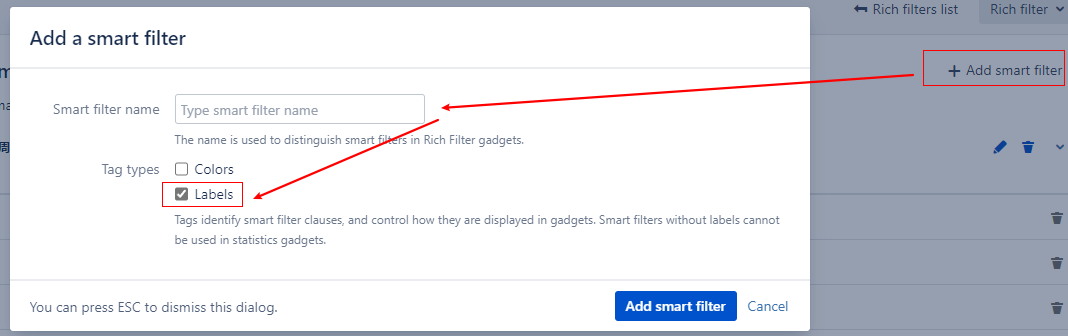 Rich filters list Rich filter
Add a smart filter
+ Add smart filter
Smart filter name Type smart filter name
The name is used to distinguish smart filters in Rich Filter gadgets.
周
Tag types Colors
Labels
Tags identify smart filter clauses, and control how they are displayed in gadgets. Smart filters without labels cannot
be used in statistics gadgets.
You can press ESC to dismiss this dialog. Add smart filter Cancel